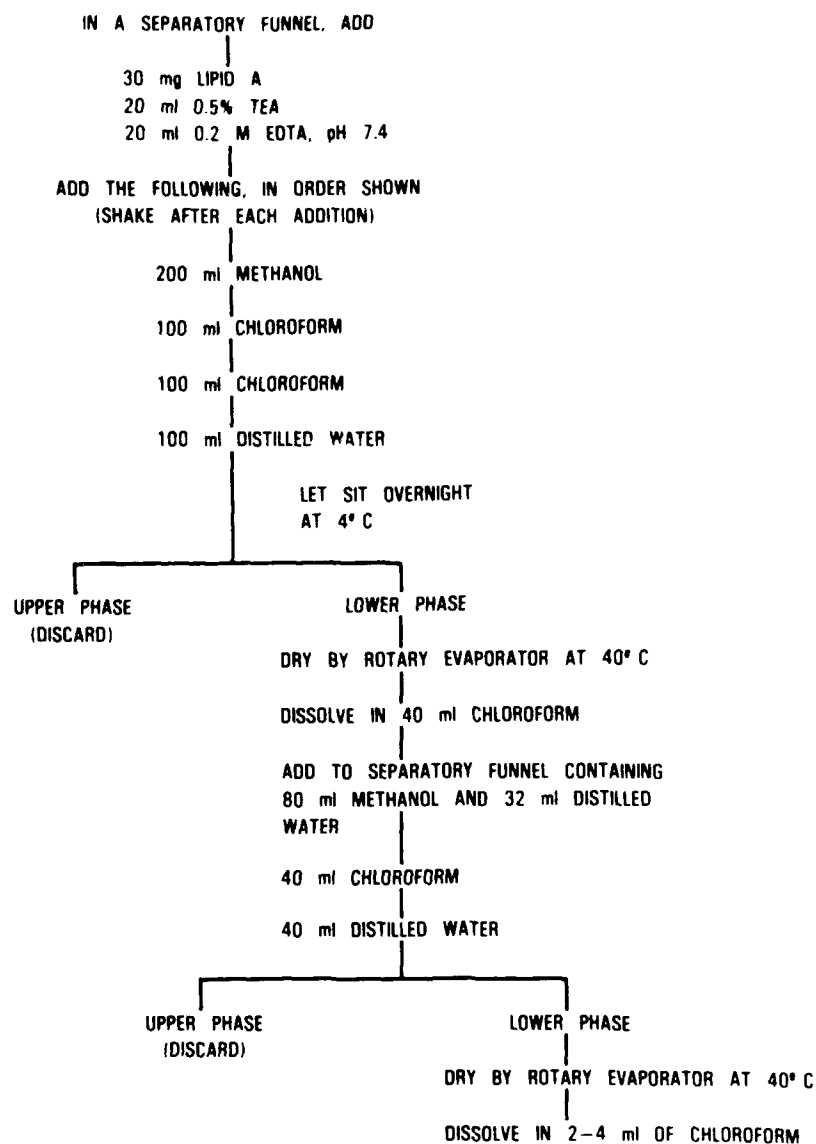 IN A SEPARATORY FUNNEL, ADD
30 mg LIPID A
20 ml 0.5% TEA
20 ml 0.2 M EDTA, pH 7.4
ADD THE FOLLOWING, IN ORDER SHOWN
(SHAKE AFTER EACH ADDITION)
200 ml METHANOL
100 ml CHLOROFORM
100 ml CHLOROFORM
100 ml DISTILLED WATER
LET SIT OVERNIGHT
AT 4° C
UPPER PHASE
(DISCARD)
LOWER PHASE
DRY BY ROTARY EVAPORATOR AT 40° C
DISSOLVE IN 40 ml CHLOROFORM
ADD TO SEPARATORY FUNNEL CONTAINING
80 ml METHANOL AND 32 ml DISTILLED
WATER
40 ml CHLOROFORM
40 ml DISTILLED WATER
UPPER PHASE
(DISCARD)
LOWER PHASE
DRY BY ROTARY EVAPORATOR AT 40° C
DISSOLVE IN 2-4 ml OF CHLOROFORM